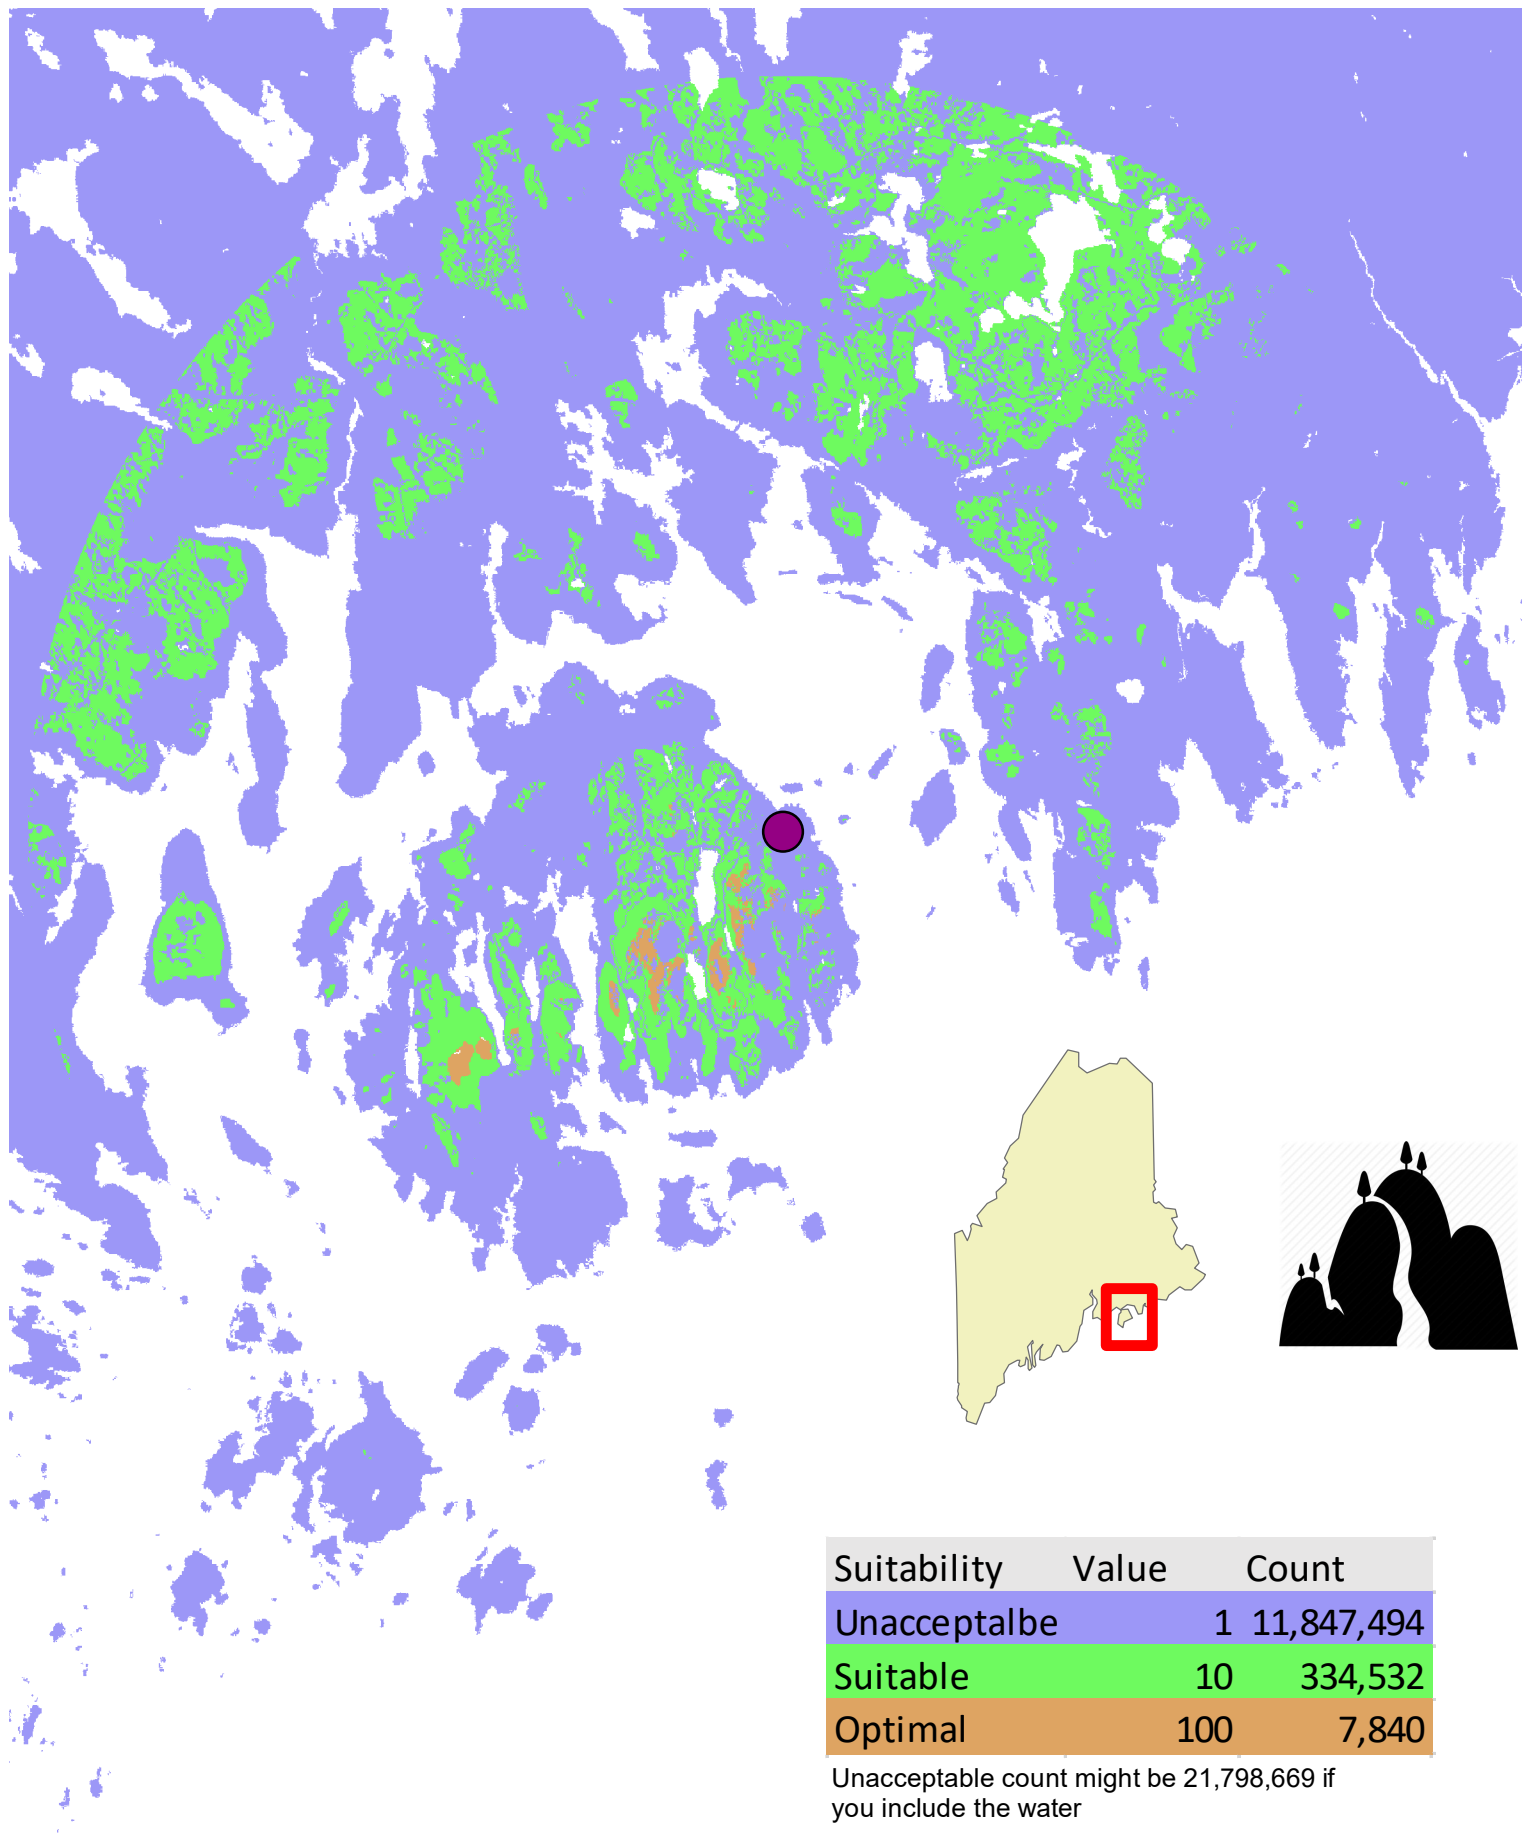 Suitability Value Count
Unacceptalbe 1 11,847,494
Suitable 10 334,532
Optimal 100 7,840
Unacceptable count might be 21,798,669 if
you include the water